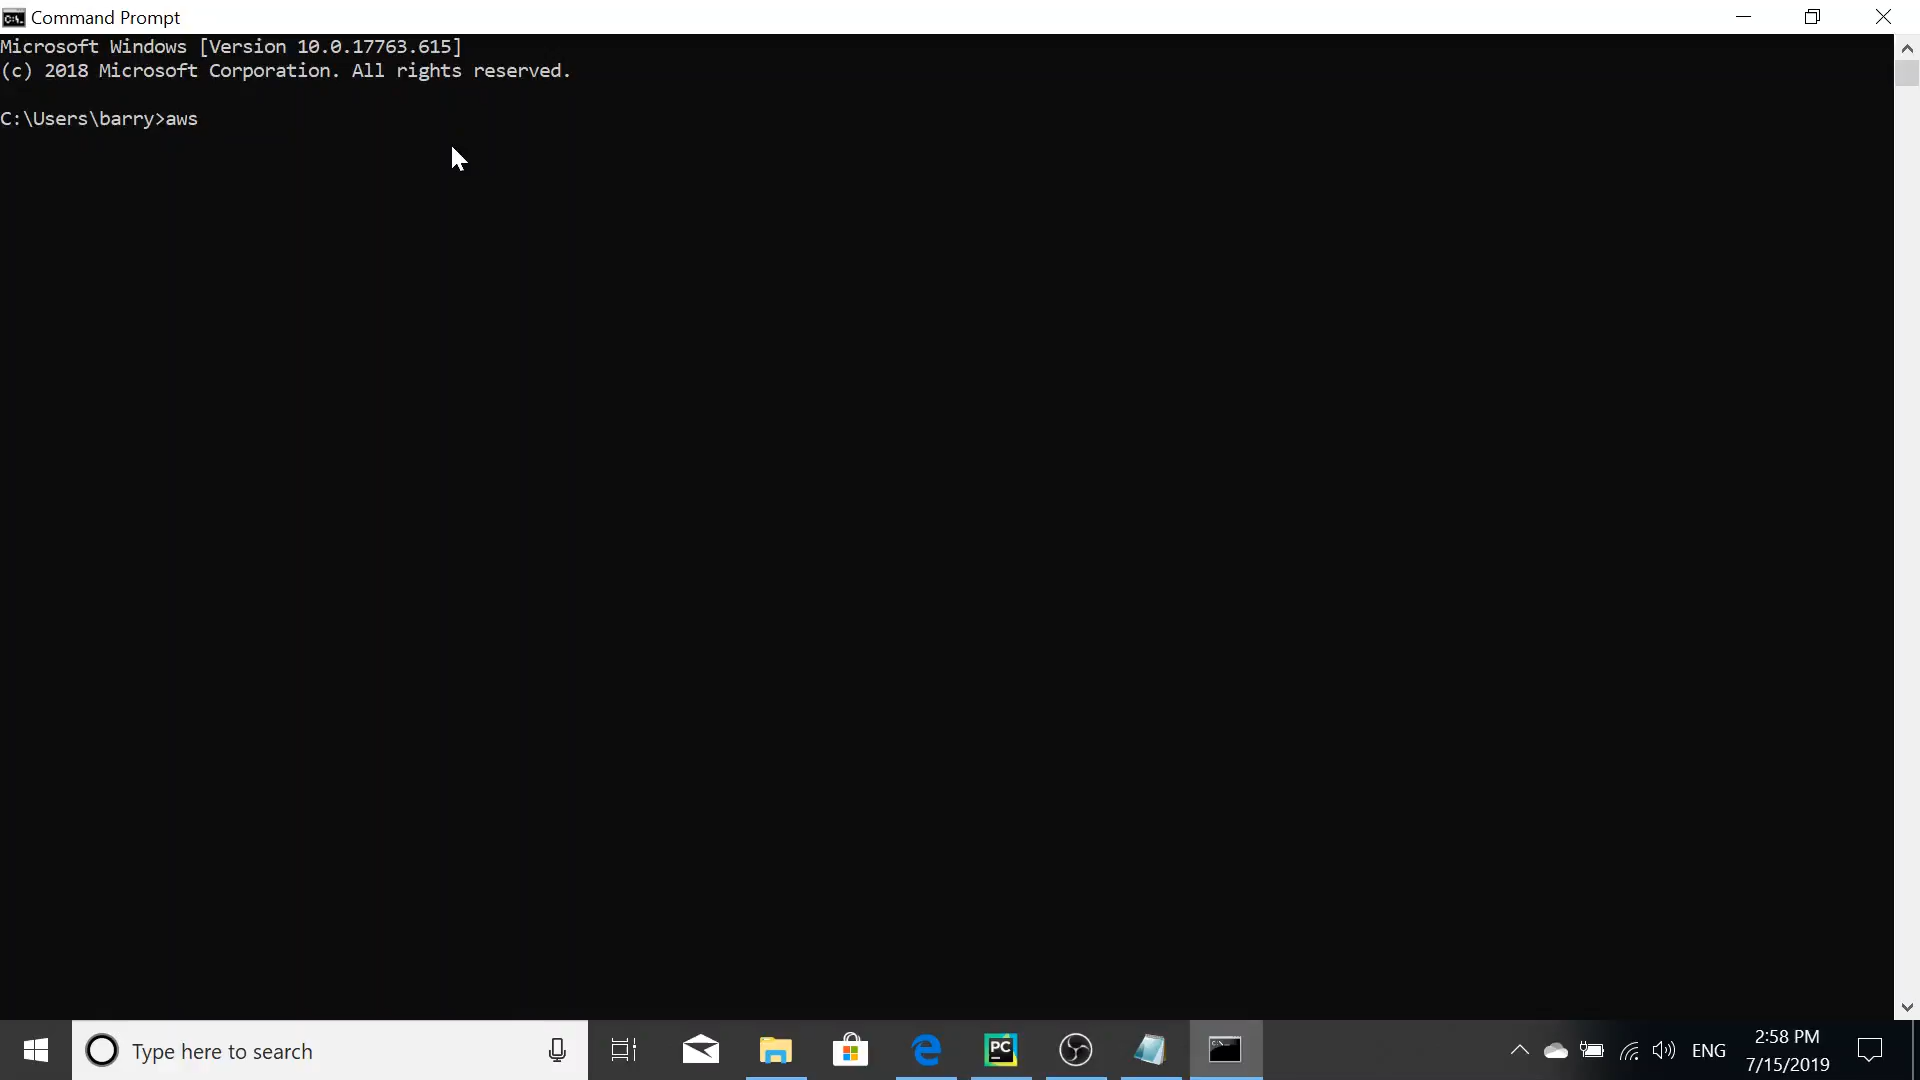 Command Prompt
Microsoft Windows [Version 10.0.17763.615]
(c) 2018 Microsoft Corporation. All rights reserved.
C:\Users\barry>aws
Type here to search
PC
ENG
2:58 PM
7/15/2019